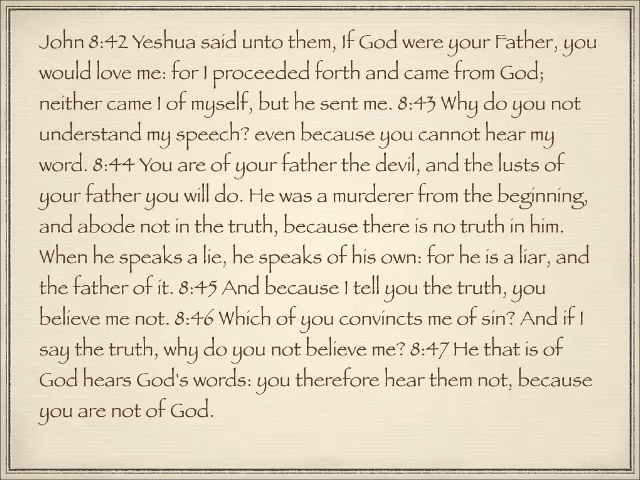 John 8:42 Yeshua said unto them, If God were your Father, you
would love me: for I proceeded forth and came from God;
neither came I of myself, but he sent me. 8:43 Why do you not
understand my speech? even because you cannot hear my
word. 8:44 You are of your father the devil, and the lusts of
your father you will do. He was a murderer from the beginning,
and abode not in the truth, because there is no truth in him.
When he speaks a lie, he speaks of his own: for he is a liar, and
the father of it. 8:45 And because I tell you the truth, you
believe me not. 8:46 Which of you convincts me of sin? And if I
say the truth, why do you not believe me? 8:47 He that is of
God hears God's words: you therefore hear them not, because
you are not of God.